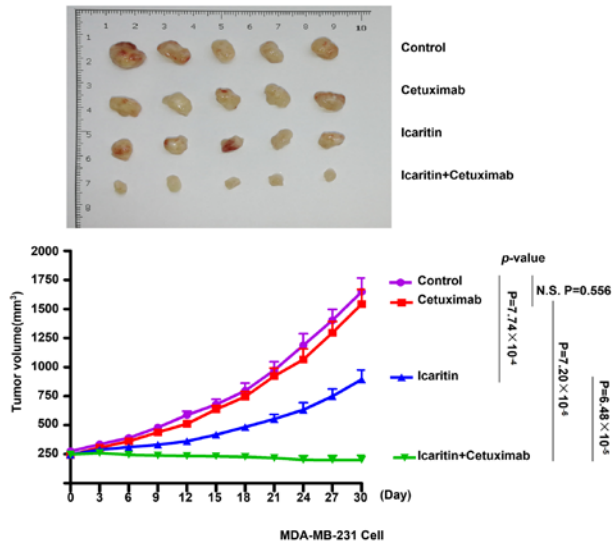 1 2 3 4 5 6 7 8 9 10
1
2
3
4
5
6
7
8
Control
Cetuximab
Icaritin
Icaritin+Cetuximab
Tumor volume(mm³)
2000
1750
1500
1250
1000
750
500
250
0
0 3 6 9 12 15 18 21 24 27 30 (Day)
Control
Cetuximab
Icaritin
Icaritin+Cetuximab
p-value
N.S. P=0.556
P=7.74×10⁻⁴
P=7.20×10⁻⁶
P=6.48×10⁻⁵
MDA-MB-231 Cell